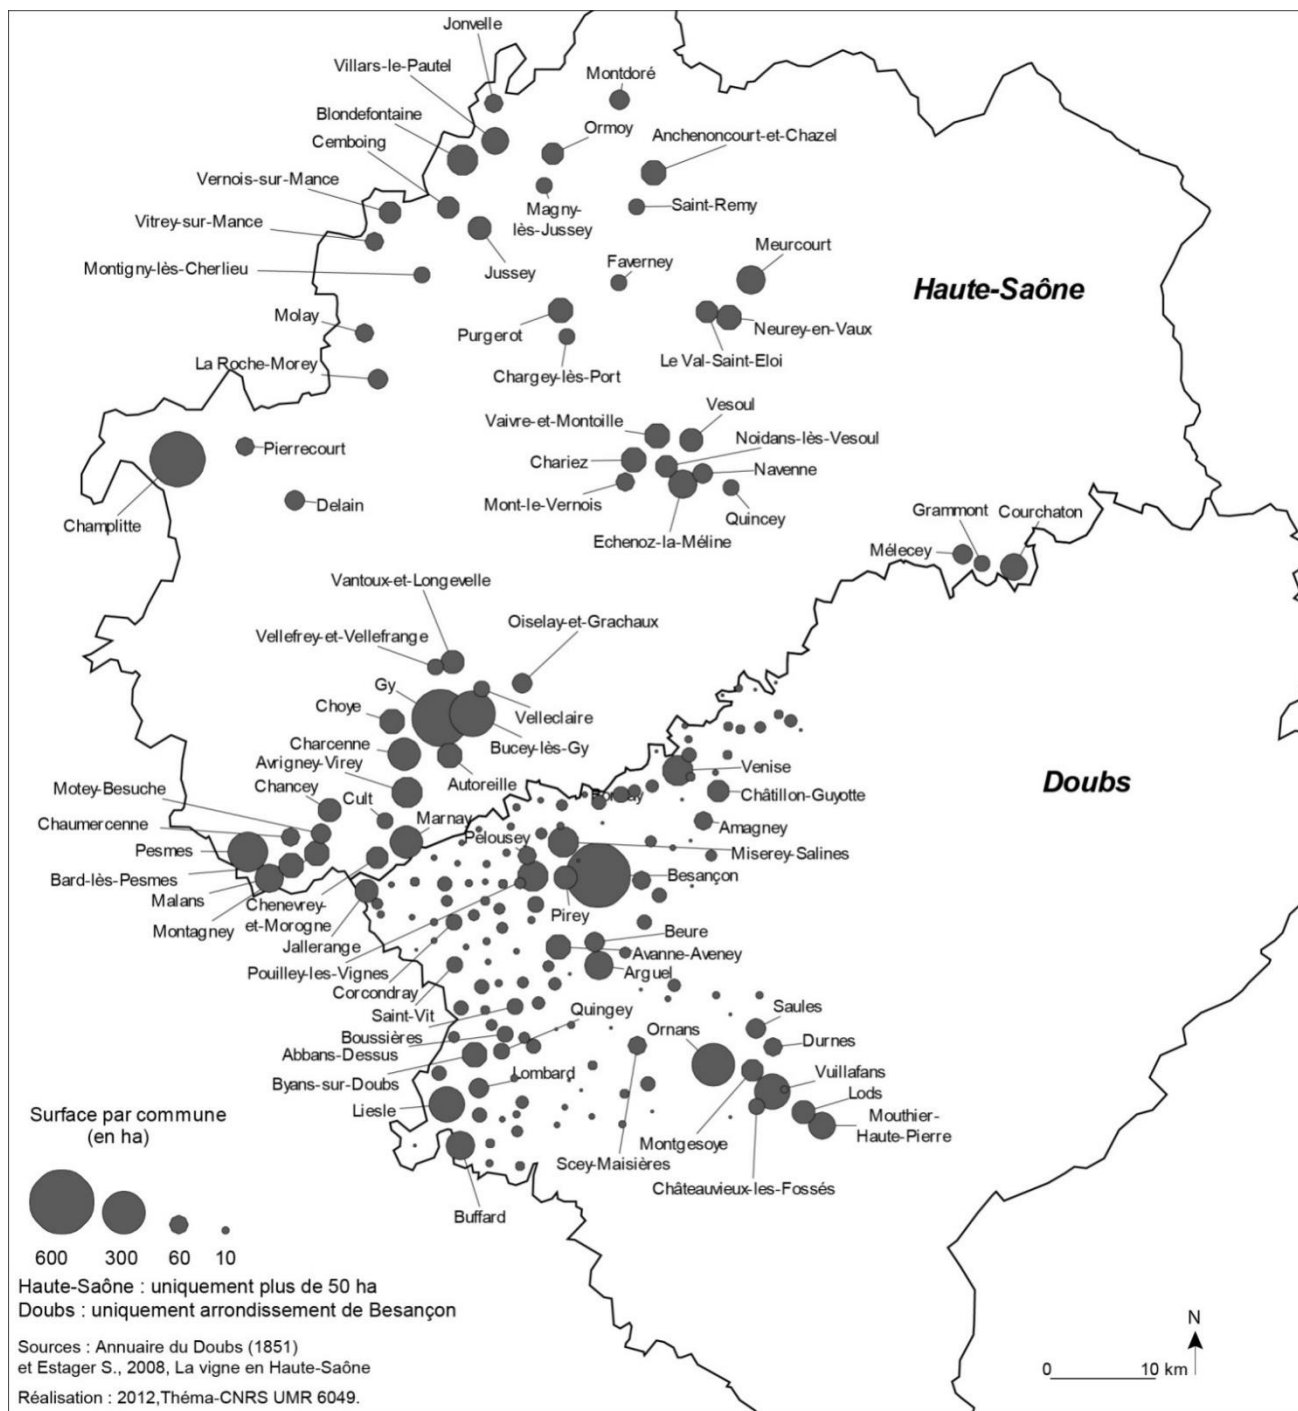 Jonvelle
Villars-le-Pautel
Montdoré
Blondefontaine
Ormoy
Anchenoncourt-et-Chazel
Cemboing
Vernois-sur-Mance
Magny-
lès-Jussey
Saint-Remy
Vitrey-sur-Mance
Jussey
Meurcourt
Montigny-lès-Cherlieu
Faverney
Haute-Saône
Molay
Purgerot
Neurey-en-Vaux
La Roche-Morey
Le Val-Saint-Eloi
Chargey-lès-Port
Vesoul
Vaivre-et-Montoille
Noidans-lès-Vesoul
Pierrecourt
Chariez
Navenne
Delain
Mont-le-Vernois
Champlitte
Quincey
Grammont
Courchaton
Echenoz-la-Méline
Mélecey
Vantoux-et-Longevelle
Oiselay-et-Grachaux
Vellefrey-et-Vellefrange
Gy
Choye
Velleclaire
Charcenne
Bucey-lès-Gy
Avrigney-Virey
Venise
Doubs
Motey-Besuche
Chancey
Autoreille
Châtillon-Guyotte
Cult
Chaumercenne
Marnay
Amagney
Pesmes
Pelousey
Miserey-Salines
Bard-lès-Pesmes
Besançon
Malans
Chenevrey-
et-Morogne
Pirey
Montagney
Beure
Jallerange
Avanne-Aveney
Pouilley-les-Vignes
Arguel
Corcondray
Saint-Vit
Quingey
Saules
Boussières
Ornans
Durnes
Abbans-Dessus
Byans-sur-Doubs
Lombard
Vuillafans
Liesle
Lods
Mouthier-
Haute-Pierre
Montgesoye
Scey-Maisières
Châteauvieux-les-Fossés
Buffard
Surface par commune
(en ha)
600 300 60 10
Haute-Saône : uniquement plus de 50 ha
Doubs : uniquement arrondissement de Besançon
Sources : Annuaire du Doubs (1851)
et Estager S., 2008, La vigne en Haute-Saône
Réalisation : 2012,Théma-CNRS UMR 6049.
N
0 10 km